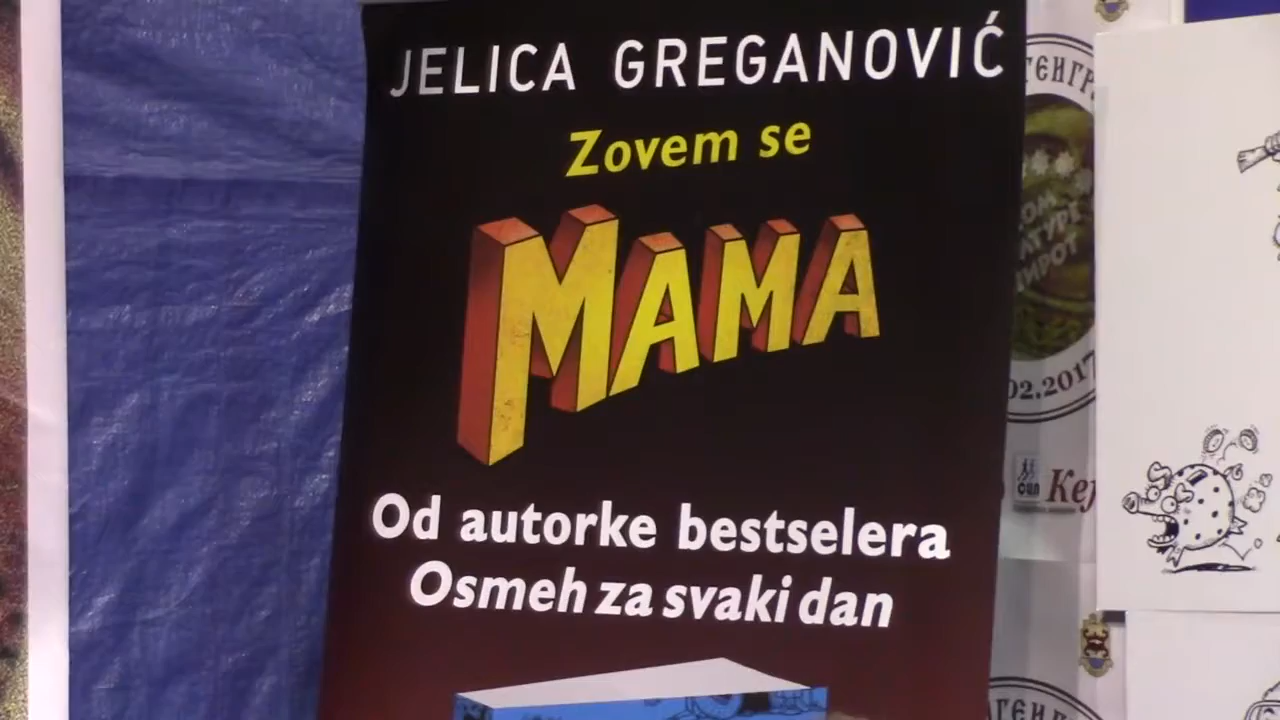 JELICA GREGANOVIĆ
Zovem se
MAMA
Od autorke bestselera
Osmeh za svaki dan
02.2017